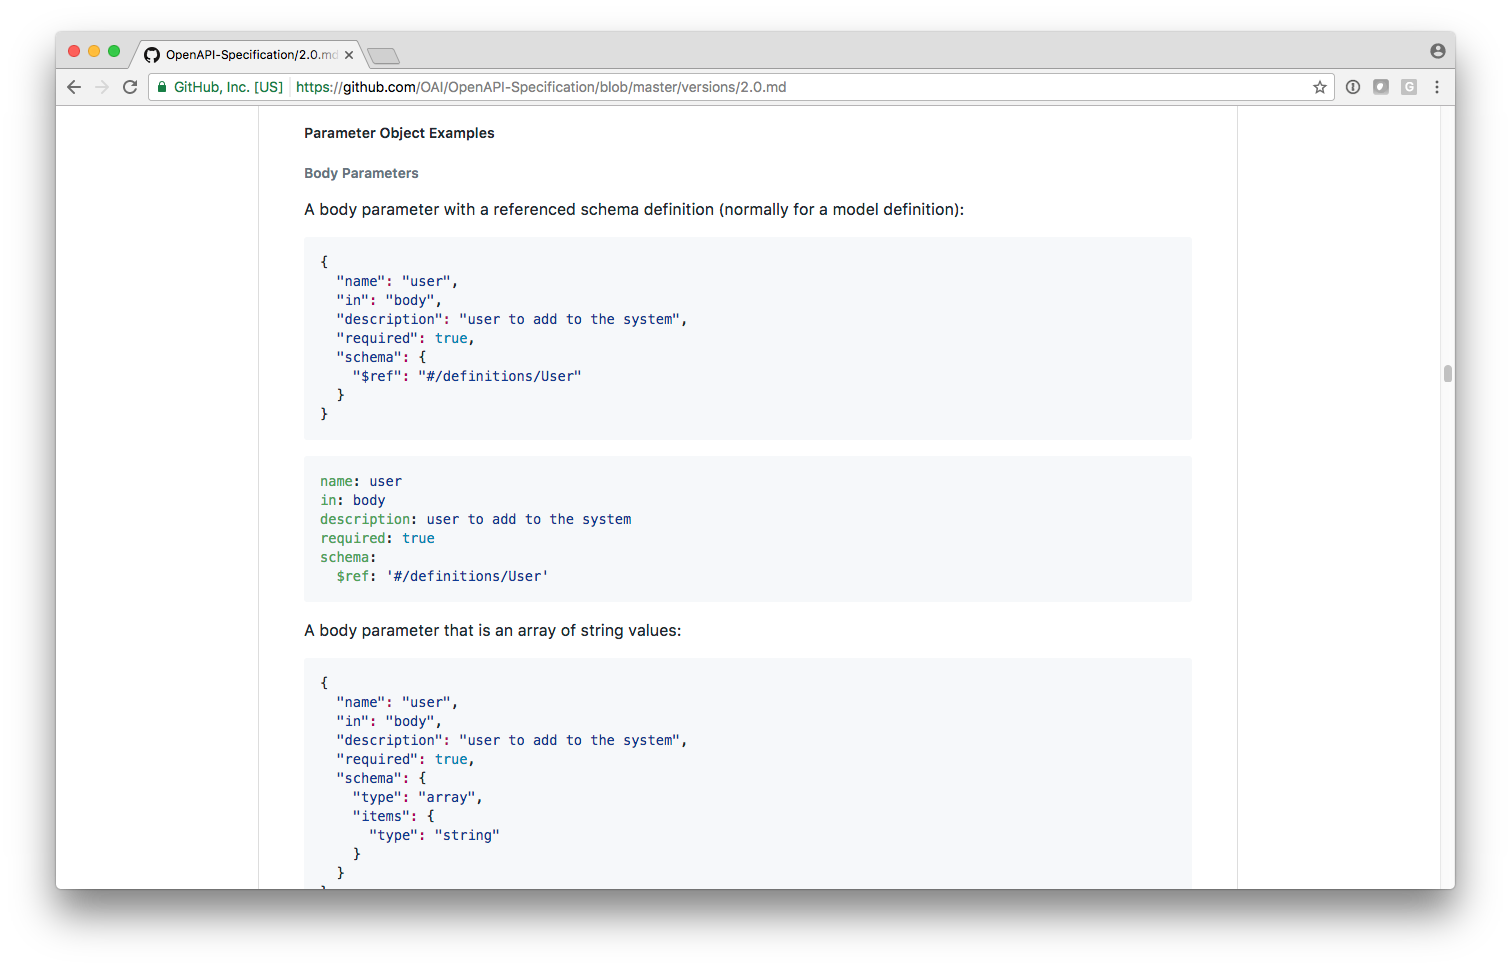 OpenAPI-Specification/2.0.md
GitHub, Inc. [US] https://github.com/OAI/OpenAPI-Specification/blob/master/versions/2.0.md
G
Parameter Object Examples
Body Parameters
A body parameter with a referenced schema definition (normally for a model definition):
{
  "name": "user",
  "in": "body",
  "description": "user to add to the system",
  "required": true,
  "schema": {
    "$ref": "#/definitions/User"
  }
}
name: user
in: body
description: user to add to the system
required: true
schema:
  $ref: '#/definitions/User'
A body parameter that is an array of string values:
{
  "name": "user",
  "in": "body",
  "description": "user to add to the system",
  "required": true,
  "schema": {
    "type": "array",
    "items": {
      "type": "string"
    }
  }
}